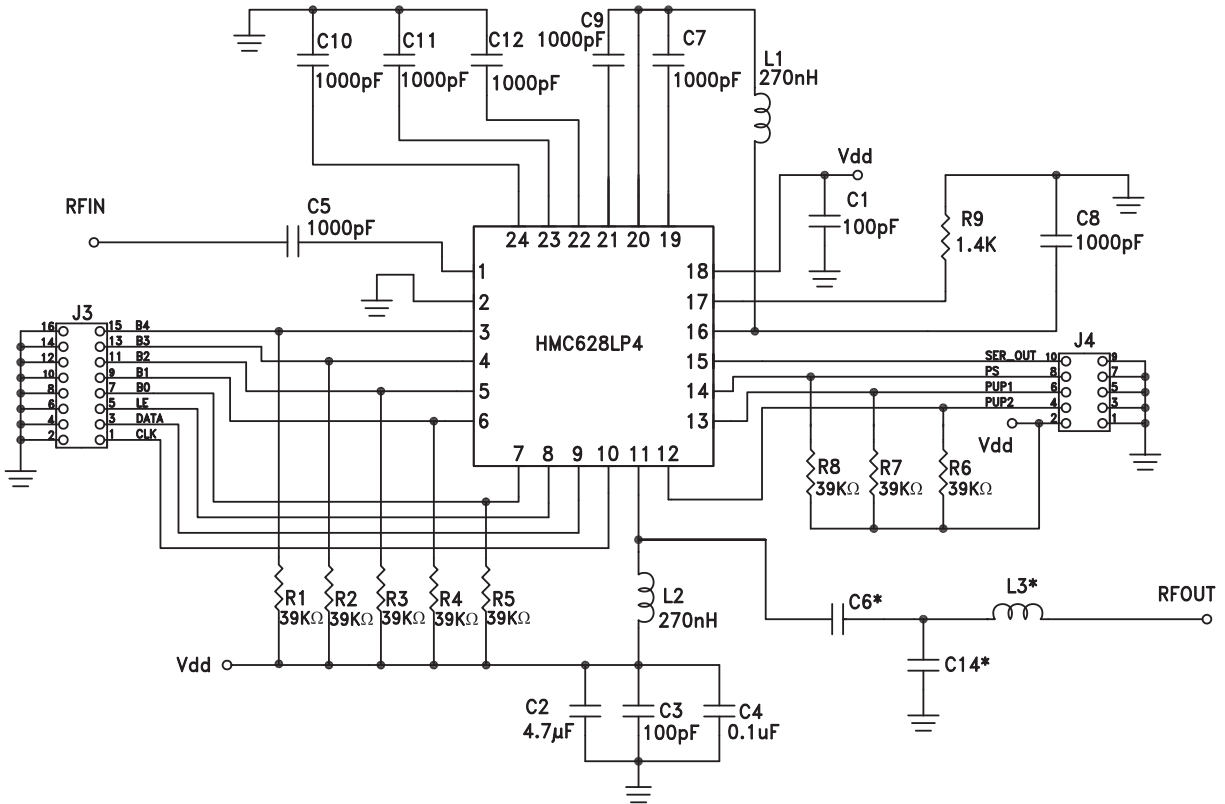 C10
1000pF
C11
1000pF
C12
1000pF
C9
1000pF
C7
1000pF
L1
270nH
Vdd
C1
100pF
R9
1.4K
C8
1000pF
RFIN
C5
1000pF
24 23 22 21 20 19
1
2
3
4
5
6
18
17
16
15
14
13
HMC628LP4
7 8 9 10 11 12
J3
16 15 B4
14 13 B3
12 11 B2
10 9 B1
8 7 B0
6 5 LE
4 3 DATA
2 1 CLK
J4
SER_OUT 10 9
PS 8 7
PUP1 6 5
PUP2 4 3
2 1
Vdd
R8
39KΩ
R7
39KΩ
R6
39KΩ
R1
39KΩ
R2
39KΩ
R3
39KΩ
R4
39KΩ
R5
39KΩ
L2
270nH
C6*
L3*
RFOUT
C14*
Vdd
C2
4.7µF
C3
100pF
C4
0.1uF